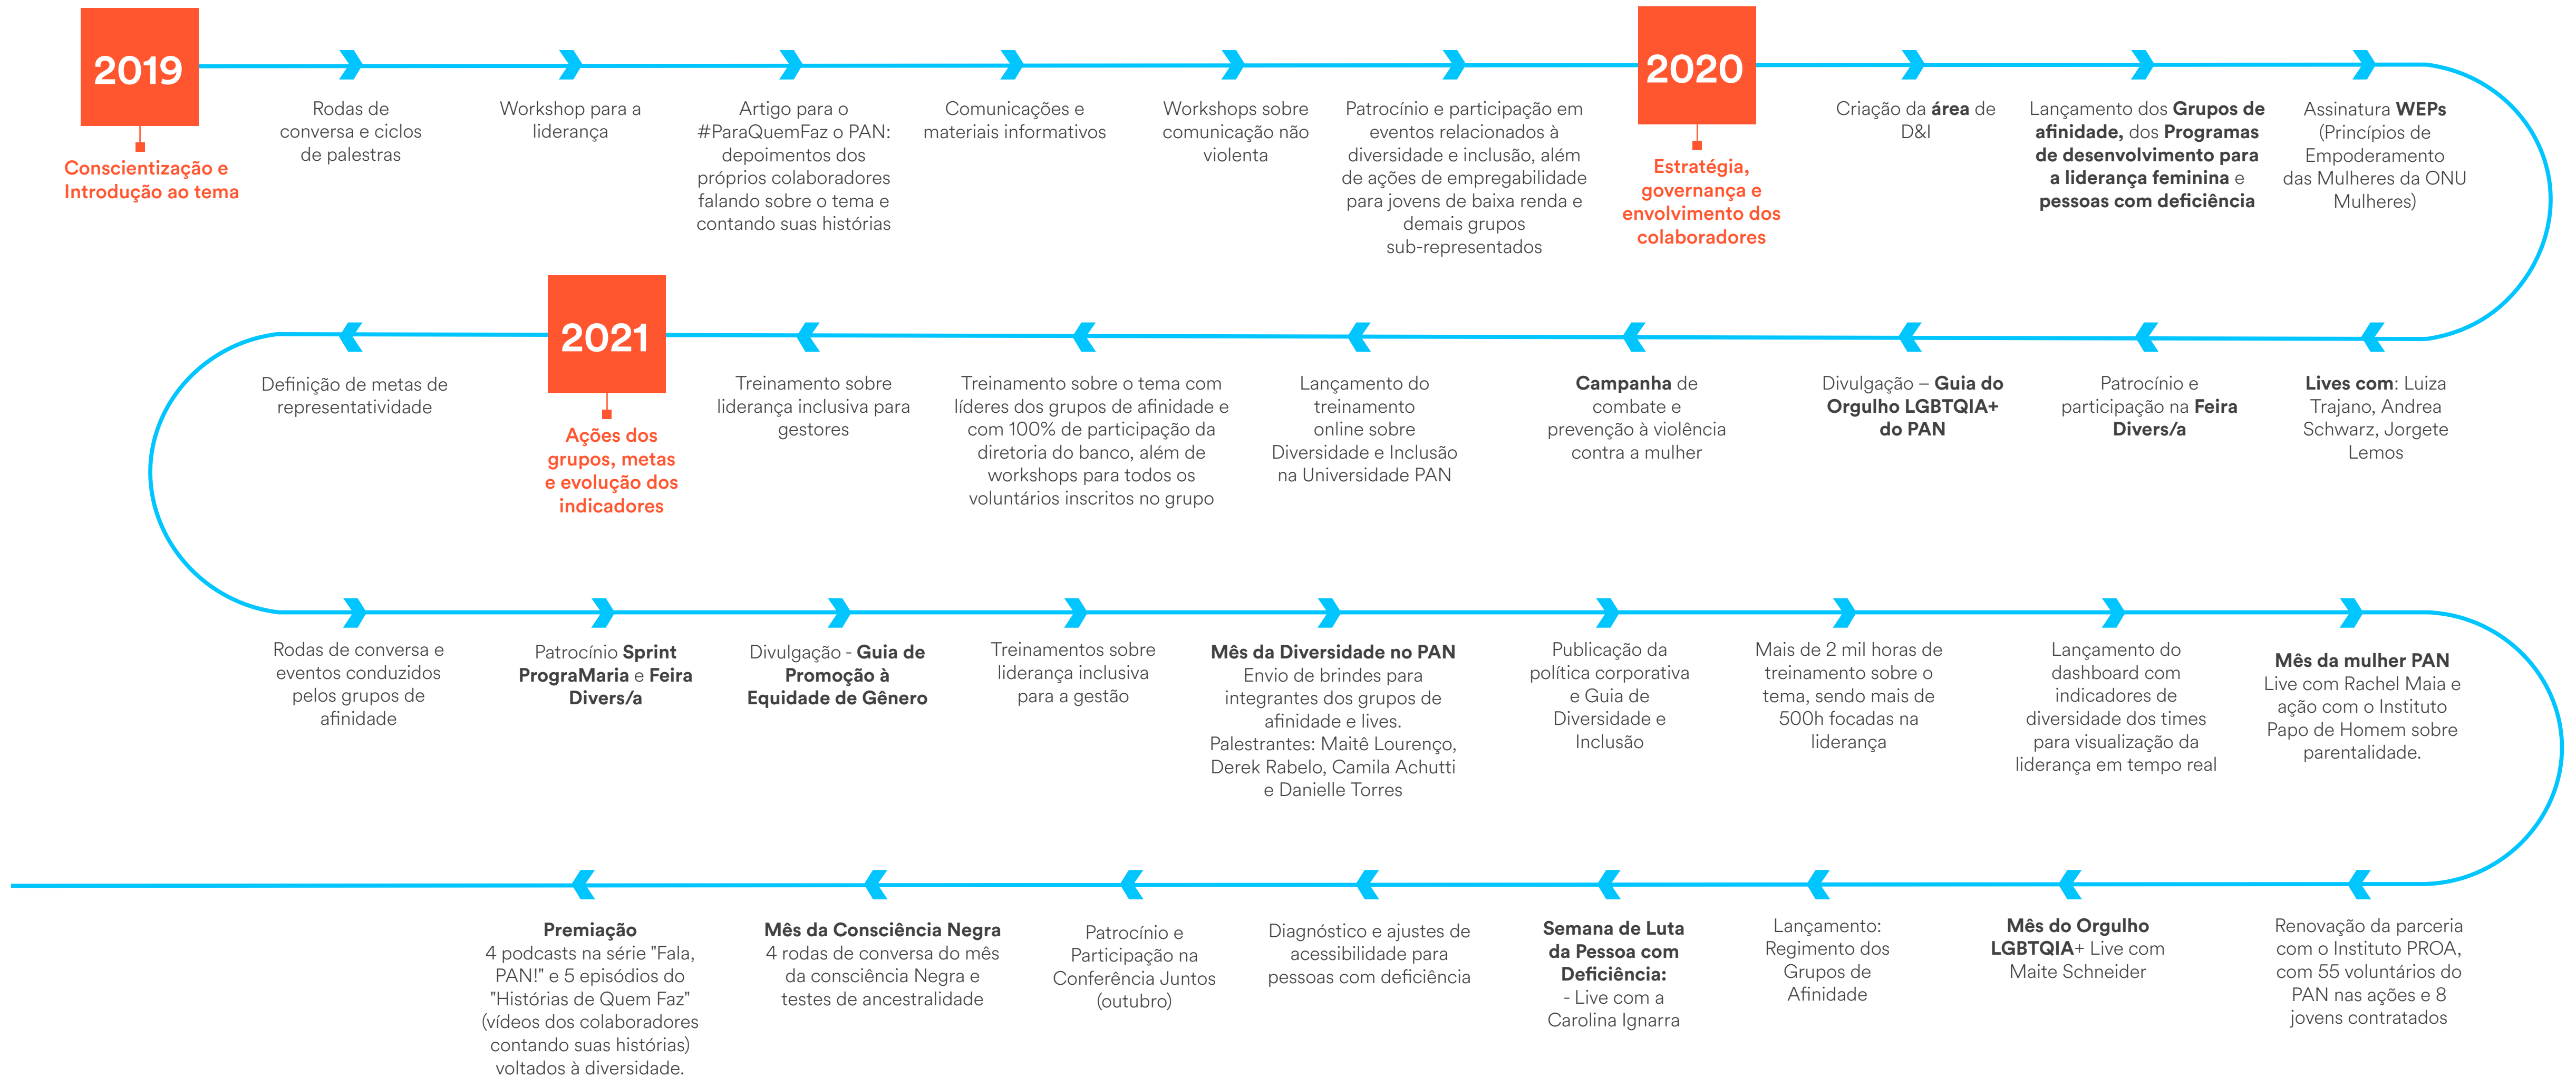 2019
Conscientização e
Introdução ao tema
Rodas de
conversa e ciclos
de palestras
Workshop para a
liderança
Artigo para o
#ParaQuemFaz o PAN:
depoimentos dos
próprios colaboradores
falando sobre o tema e
contando suas histórias
Comunicações e
materiais informativos
Workshops sobre
comunicação não
violenta
Patrocínio e participação em
eventos relacionados à
diversidade e inclusão, além
de ações de empregabilidade
para jovens de baixa renda e
demais grupos
sub-representados
2020
Estratégia,
governança e
envolvimento dos
colaboradores
Criação da área de
D&I
Lançamento dos Grupos de
afinidade, dos Programas
de desenvolvimento para
a liderança feminina e
pessoas com deficiência
Assinatura WEPs
(Princípios de
Empoderamento
das Mulheres da ONU
Mulheres)
Lives com: Luiza
Trajano, Andrea
Schwarz, Jorgete
Lemos
Patrocínio e
participação na Feira
Divers/a
Divulgação – Guia do
Orgulho LGBTQIA+
do PAN
Campanha de
combate e
prevenção à violência
contra a mulher
Lançamento do
treinamento
online sobre
Diversidade e Inclusão
na Universidade PAN
Treinamento sobre o tema com
líderes dos grupos de afinidade e
com 100% de participação da
diretoria do banco, além de
workshops para todos os
voluntários inscritos no grupo
Treinamento sobre
liderança inclusiva para
gestores
2021
Ações dos
grupos, metas
e evolução dos
indicadores
Definição de metas de
representatividade
Rodas de conversa e
eventos conduzidos
pelos grupos de
afinidade
Patrocínio Sprint
PrograMaria e Feira
Divers/a
Divulgação - Guia de
Promoção à
Equidade de Gênero
Treinamentos sobre
liderança inclusiva
para a gestão
Mês da Diversidade no PAN
Envio de brindes para
integrantes dos grupos de
afinidade e lives.
Palestrantes: Maitê Lourenço,
Derek Rabelo, Camila Achutti
e Danielle Torres
Publicação da
política corporativa
e Guia de
Diversidade e
Inclusão
Mais de 2 mil horas de
treinamento sobre o
tema, sendo mais de
500h focadas na
liderança
Lançamento do
dashboard com
indicadores de
diversidade dos times
para visualização da
liderança em tempo real
Mês da mulher PAN
Live com Rachel Maia e
ação com o Instituto
Papo de Homem sobre
parentalidade.
Renovação da parceria
com o Instituto PROA,
com 55 voluntários do
PAN nas ações e 8
jovens contratados
Mês do Orgulho
LGBTQIA+ Live com
Maite Schneider
Lançamento:
Regimento dos
Grupos de
Afinidade
Semana de Luta
da Pessoa com
Deficiência:
- Live com a
Carolina Ignarra
Diagnóstico e ajustes de
acessibilidade para
pessoas com deficiência
Patrocínio e
Participação na
Conferência Juntos
(outubro)
Mês da Consciência Negra
4 rodas de conversa do mês
da consciência Negra e
testes de ancestralidade
Premiação
4 podcasts na série "Fala,
PAN!" e 5 episódios do
"Histórias de Quem Faz"
(vídeos dos colaboradores
contando suas histórias)
voltados à diversidade.